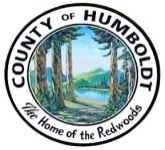 COUNTY OF HUMBOLDT
The Home of the Redwoods